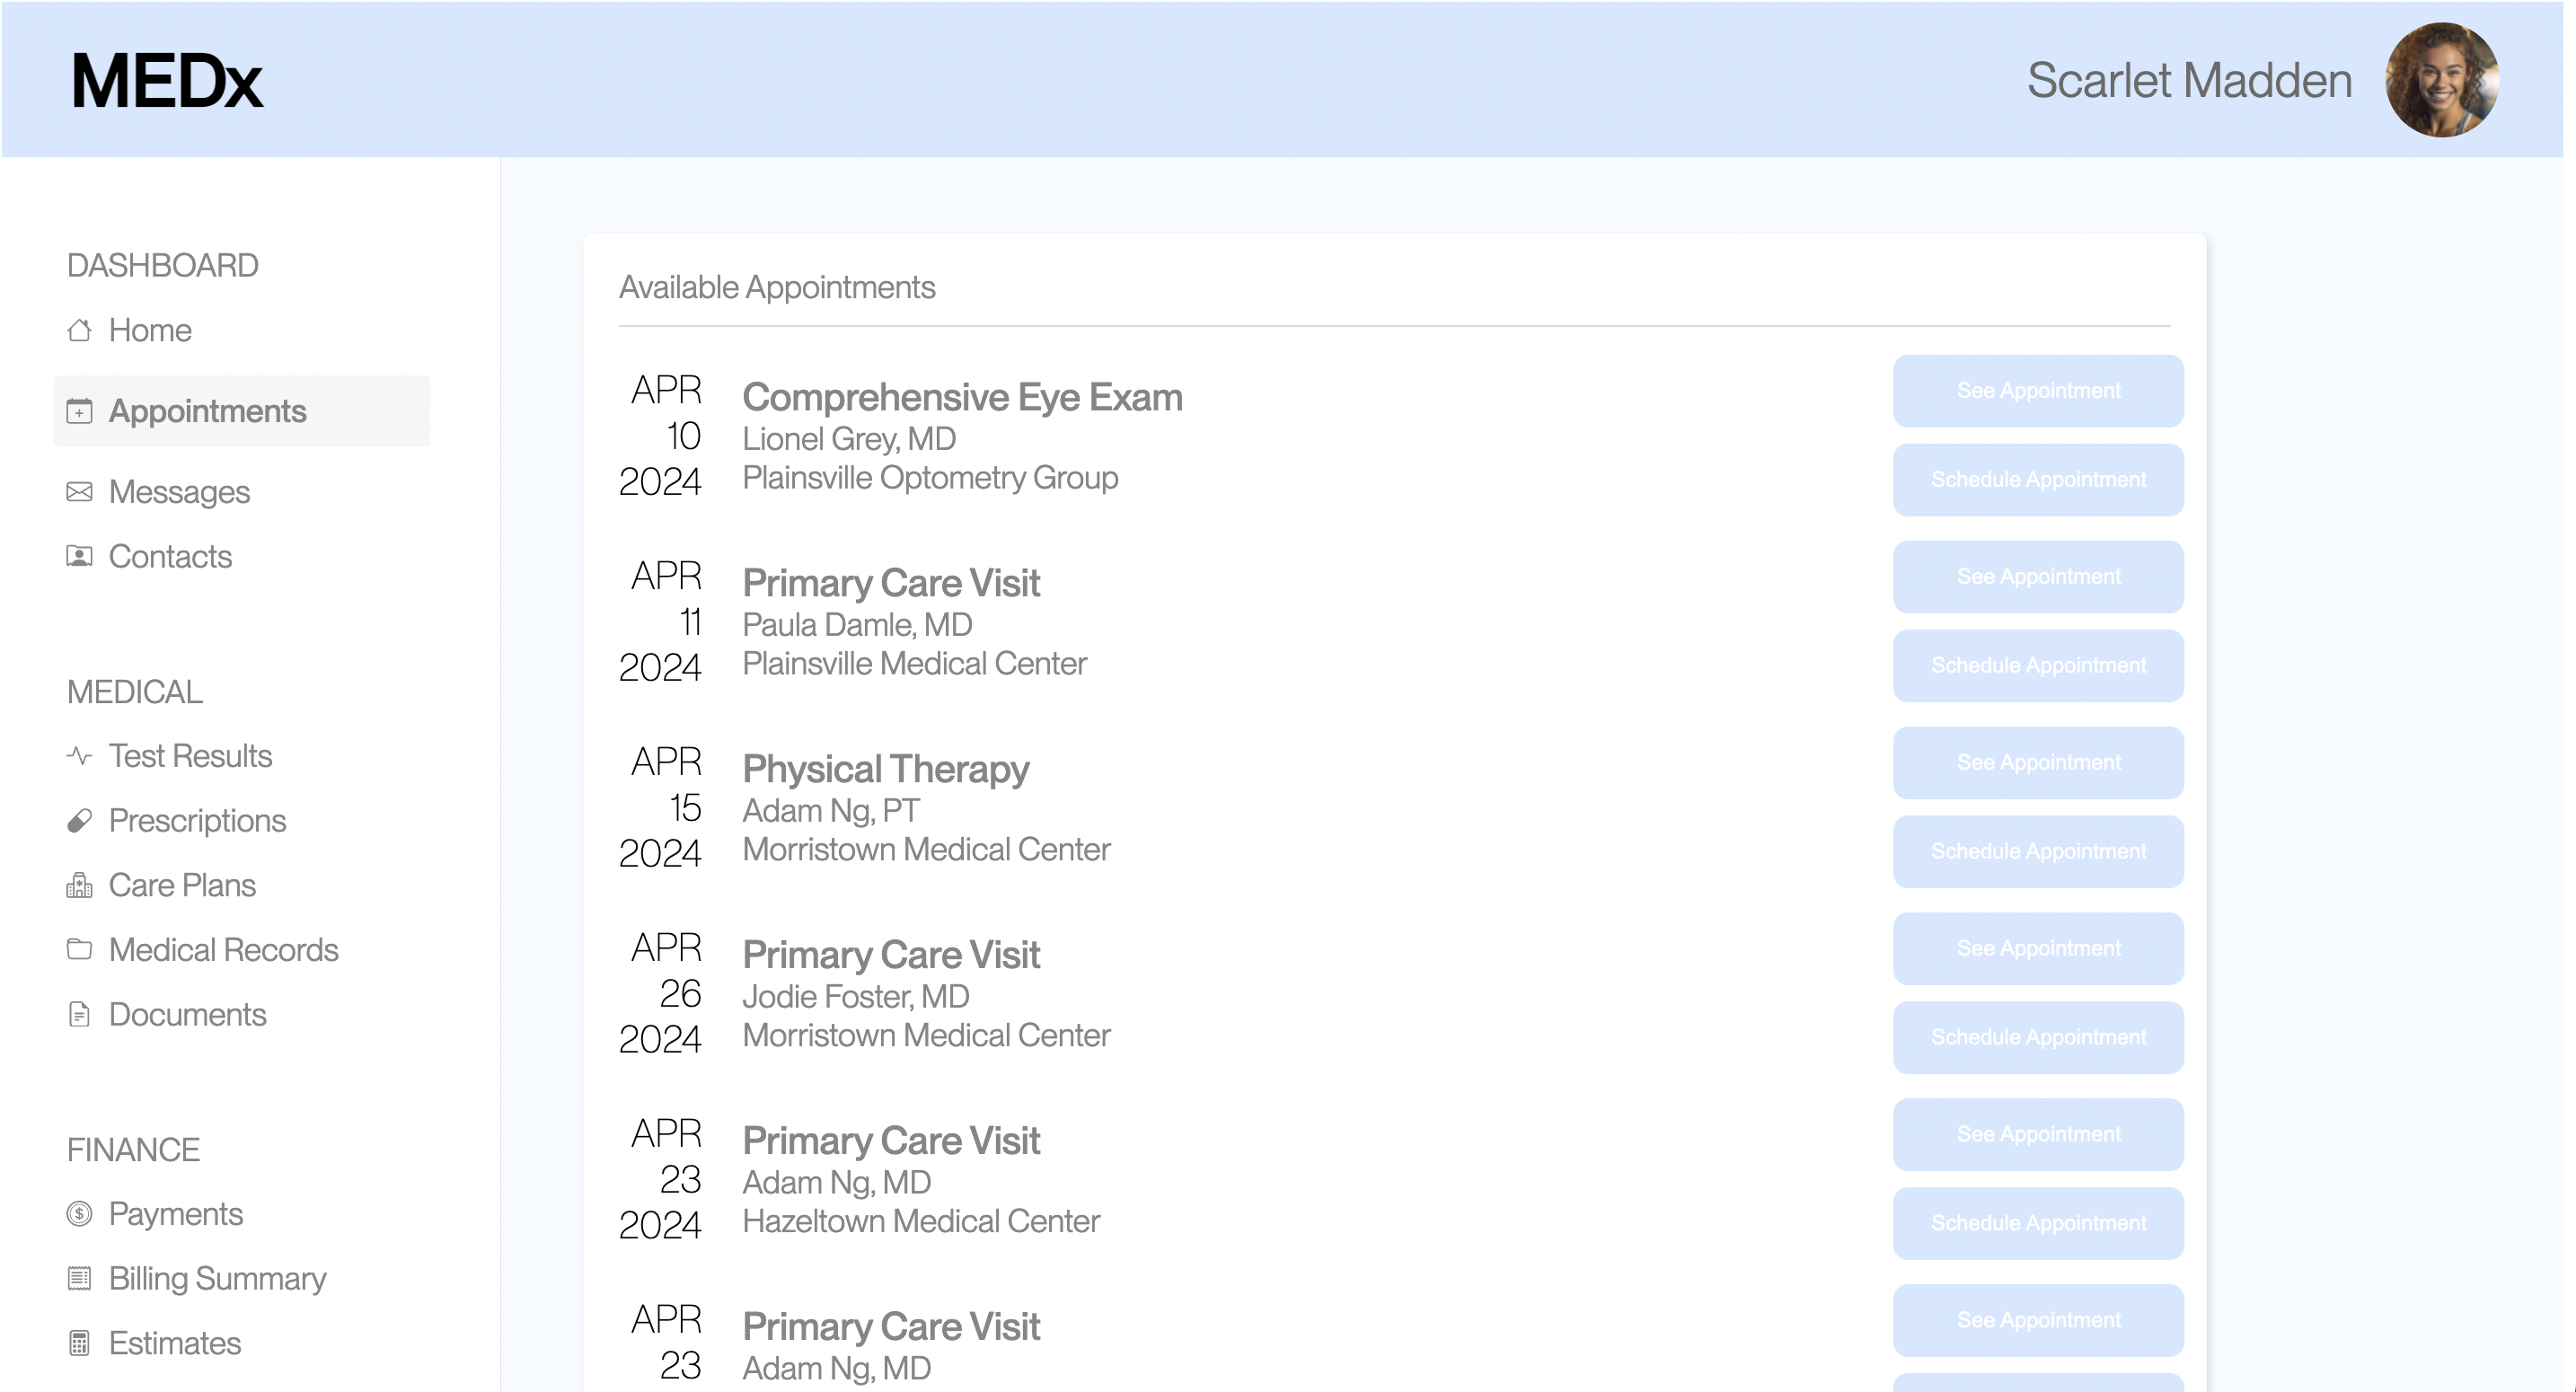 MEDx
Scarlet Madden
DASHBOARD
Home
Appointments
Messages
Contacts
MEDICAL
Test Results
Prescriptions
Care Plans
Medical Records
Documents
FINANCE
Payments
Billing Summary
Estimates
Available Appointments
APR
10
2024
Comprehensive Eye Exam
Lionel Grey, MD
Plainsville Optometry Group
See Appointment
Schedule Appointment
APR
11
2024
Primary Care Visit
Paula Damle, MD
Plainsville Medical Center
See Appointment
Schedule Appointment
APR
15
2024
Physical Therapy
Adam Ng, PT
Morristown Medical Center
See Appointment
Schedule Appointment
APR
26
2024
Primary Care Visit
Jodie Foster, MD
Morristown Medical Center
See Appointment
Schedule Appointment
APR
23
2024
Primary Care Visit
Adam Ng, MD
Hazeltown Medical Center
See Appointment
Schedule Appointment
APR
23
Primary Care Visit
Adam Ng, MD
See Appointment